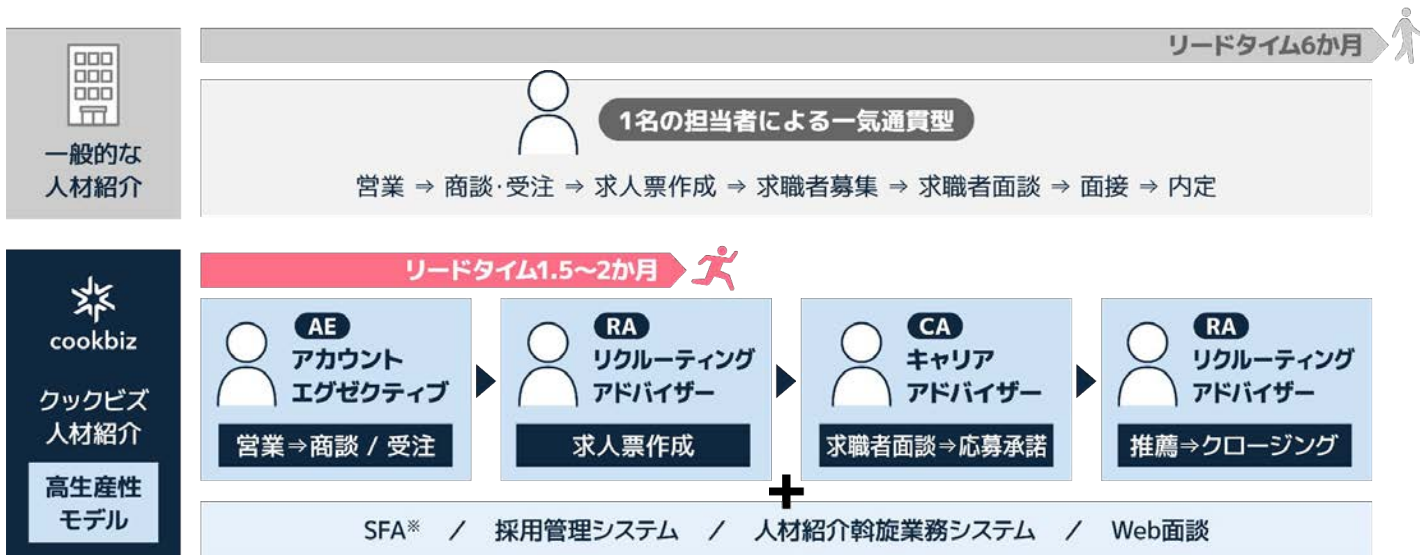 リードタイム6か月
一般的な
人材紹介
1名の担当者による一気通貫型
営業 ⇒ 商談・受注 ⇒ 求人票作成 ⇒ 求職者募集 ⇒ 求職者面談 ⇒ 面接 ⇒ 内定
cookbiz
クックビズ
人材紹介
高生産性
モデル
リードタイム1.5～2か月
AE
アカウント
エグゼクティブ
営業⇒商談 / 受注
RA
リクルーティング
アドバイザー
求人票作成
CA
キャリア
アドバイザー
求職者面談⇒応募承諾
RA
リクルーティング
アドバイザー
推薦⇒クロージング
+
SFA※ / 採用管理システム / 人材紹介斡旋業務システム / Web面談